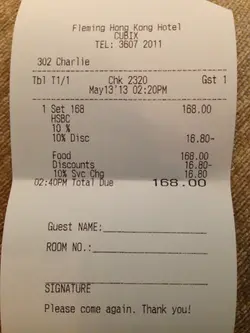 Fleming Hong Kong Hotel
CUBIX
TEL: 3607 2011
302 Charlie
Tbl T1/1 Chk 2320 Gst 1
May13'13 02:20PM
1 Set 168 168.00
HSBC
10 %
10% Disc 16.80-
Food 168.00
Discounts 16.80-
10% Svc Chg 16.80
02:40PM Total Due 168.00
Guest NAME:
ROOM NO.:
SIGNATURE
Please come again. Thank you!